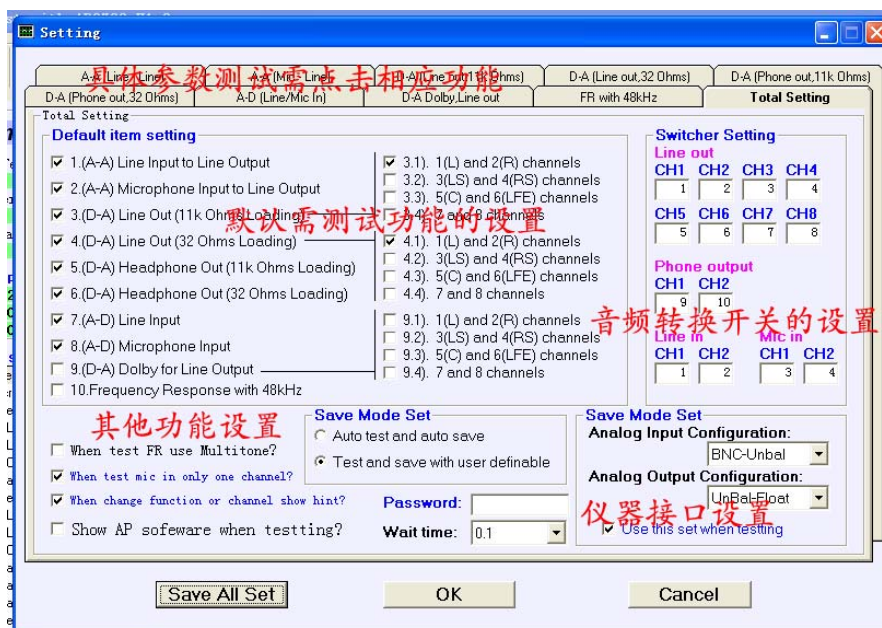 Setting
具体参数测试需点击相应功能
D-A (Line out,32 Ohms)
D-A (Phone out,11k Ohms)
D-A (Phone out,32 Ohms)
A-D (Line/Mic In)
D-A Dolby,Line out
FR with 48kHz
Total Setting
Total Setting
Default item setting
1.(A-A) Line Input to Line Output
2.(A-A) Microphone Input to Line Output
3.(D-A) Line Out (11k Ohms Loading)
4.(D-A) Line Out (32 Ohms Loading)
5.(D-A) Headphone Out (11k Ohms Loading)
6.(D-A) Headphone Out (32 Ohms Loading)
7.(A-D) Line Input
8.(A-D) Microphone Input
9.(D-A) Dolby for Line Output
10.Frequency Response with 48kHz
3.1). 1(L) and 2(R) channels
3.2). 3(LS) and 4(RS) channels
3.3). 5(C) and 6(LFE) channels
3.4). 7 and 8 channels
默认需测试功能的设置
4.1). 1(L) and 2(R) channels
4.2). 3(LS) and 4(RS) channels
4.3). 5(C) and 6(LFE) channels
4.4). 7 and 8 channels
9.1). 1(L) and 2(R) channels
9.2). 3(LS) and 4(RS) channels
9.3). 5(C) and 6(LFE) channels
9.4). 7 and 8 channels
Switcher Setting
Line out
CH1 CH2 CH3 CH4
1 2 3 4
CH5 CH6 CH7 CH8
5 6 7 8
Phone output
CH1 CH2
9 10
音频转换开关的设置
Line in Mic in
CH1 CH2 CH1 CH2
1 2 3 4
其他功能设置
When test FR use Multitone?
When test mic in only one channel?
When change function or channel show hint?
Show AP sofeware when testting?
Save Mode Set
Auto test and auto save
Test and save with user definable
Password:
Wait time: 0.1
Save Mode Set
Analog Input Configuration:
BNC-Unbal
Analog Output Configuration:
UnBal-Float
仪器接口设置
Use this set when testting
Save All Set
OK
Cancel